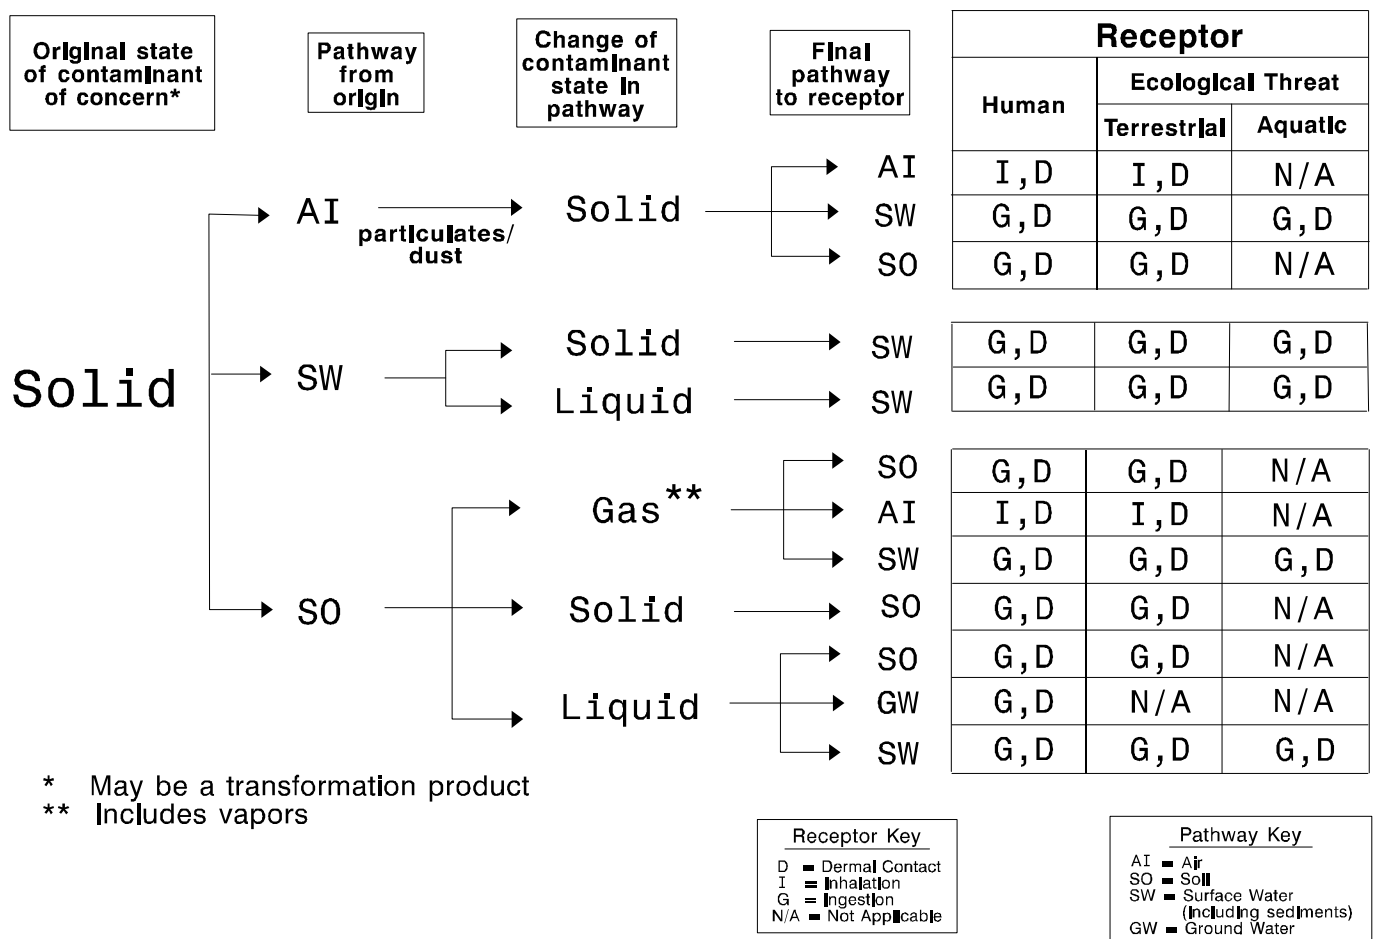 Original state
of contaminant
of concern*
Pathway
from
origin
Change of
contaminant
state in
pathway
Final
pathway
to receptor
Receptor
Human
Ecological Threat
Terrestrial
Aquatic
Solid
AI
particulates/
dust
Solid
AI I,D I,D N/A
SW G,D G,D G,D
SO G,D G,D N/A
SW
Solid SW G,D G,D G,D
Liquid SW G,D G,D G,D
SO
Gas**
SO G,D G,D N/A
AI I,D I,D N/A
SW G,D G,D G,D
Solid SO G,D G,D N/A
Liquid
SO G,D G,D N/A
GW G,D N/A N/A
SW G,D G,D G,D
* May be a transformation product
** Includes vapors
Receptor Key
D = Dermal Contact
I = Inhalation
G = Ingestion
N/A = Not Applicable
Pathway Key
AI = Air
SO = Soil
SW = Surface Water
(including sediments)
GW = Ground Water